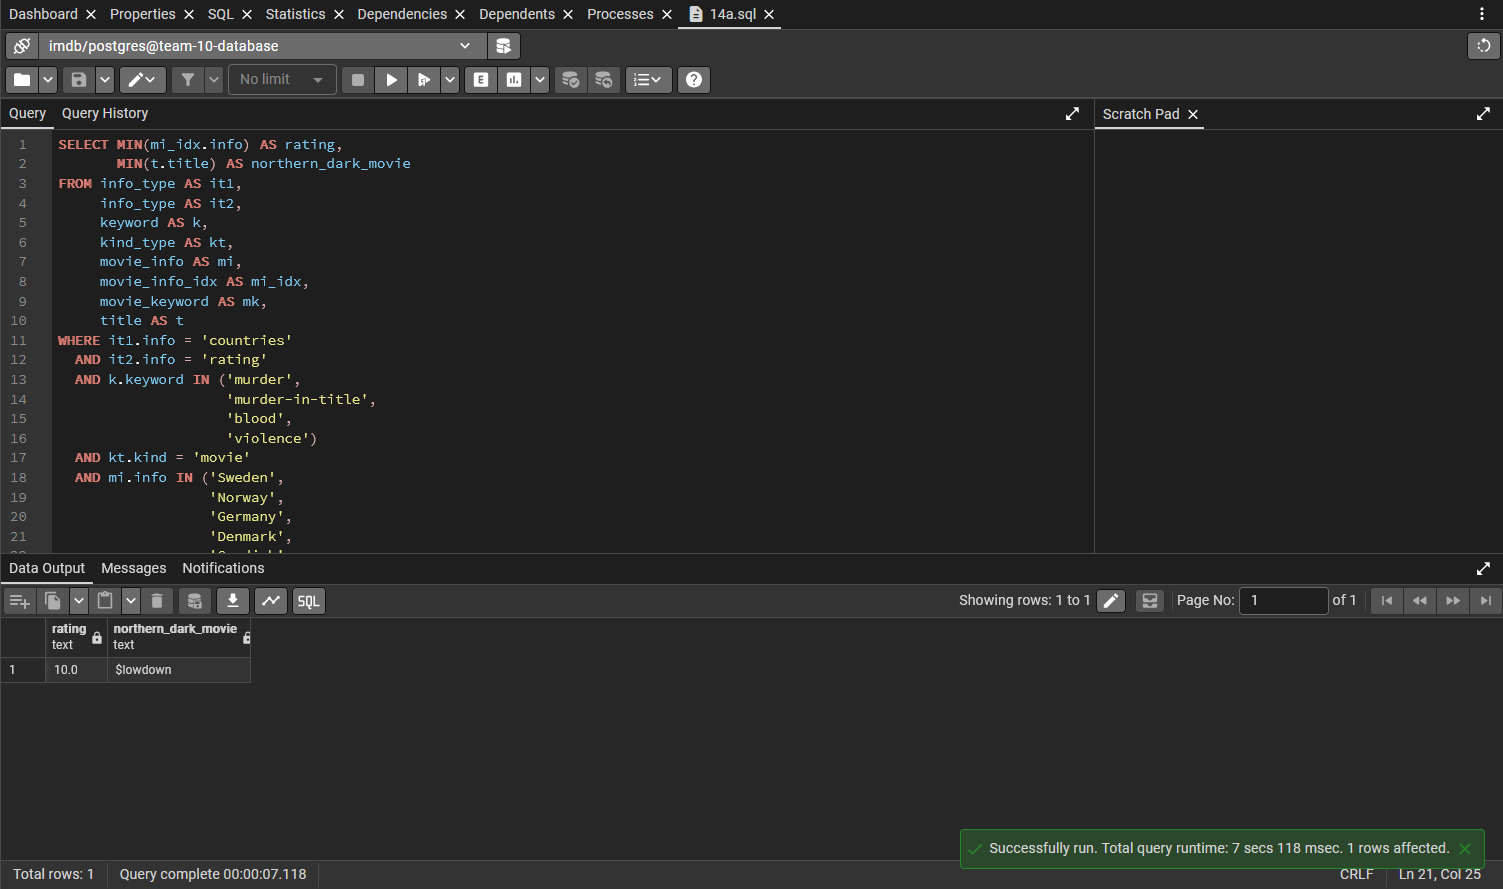 Dashboard Properties SQL Statistics Dependencies Dependents Processes 14a.sql
imdb/postgres@team-10-database
No limit E
Query Query History Scratch Pad
1 SELECT MIN(mi_idx.info) AS rating,
2 MIN(t.title) AS northern_dark_movie
3 FROM info_type AS it1,
4 info_type AS it2,
5 keyword AS k,
6 kind_type AS kt,
7 movie_info AS mi,
8 movie_info_idx AS mi_idx,
9 movie_keyword AS mk,
10 title AS t
11 WHERE it1.info = 'countries'
12 AND it2.info = 'rating'
13 AND k.keyword IN ('murder',
14 'murder-in-title',
15 'blood',
16 'violence')
17 AND kt.kind = 'movie'
18 AND mi.info IN ('Sweden',
19 'Norway',
20 'Germany',
21 'Denmark',
Data Output Messages Notifications
SQL Showing rows: 1 to 1 Page No: 1 of 1
rating northern_dark_movie
text text
1 10.0 $lowdown
Successfully run. Total query runtime: 7 secs 118 msec. 1 rows affected.
Total rows: 1 Query complete 00:00:07.118 CRLF Ln 21, Col 25